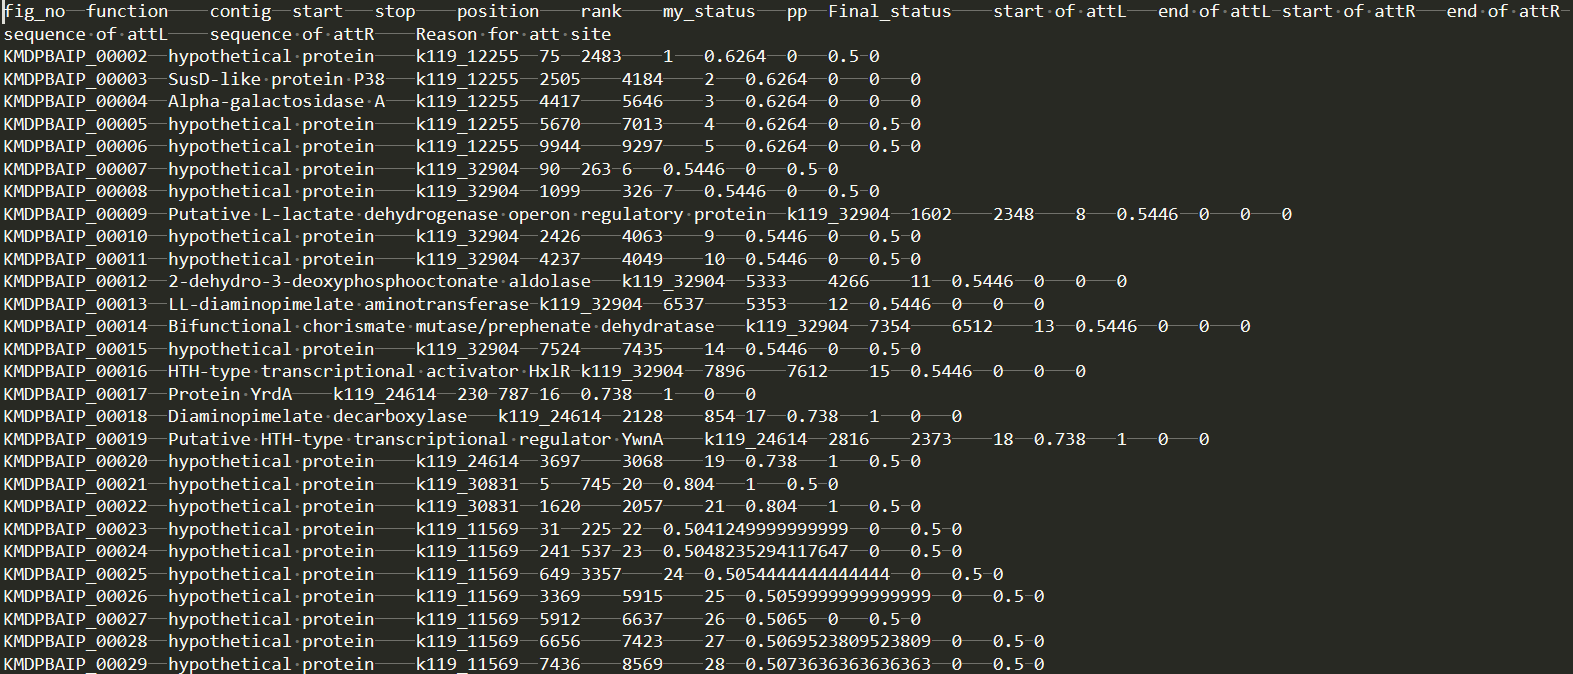 fig_no function contig start stop position rank my_status pp Final_status start of attL end of attL start of attR end of attR
sequence of attL sequence of attR Reason for att site
KMDPBAIP_00002 hypothetical protein k119_12255 75 2483 1 0.6264 0 0.5 0
KMDPBAIP_00003 SusD-like protein P38 k119_12255 2505 4184 2 0.6264 0 0 0
KMDPBAIP_00004 Alpha-galactosidase A k119_12255 4417 5646 3 0.6264 0 0 0
KMDPBAIP_00005 hypothetical protein k119_12255 5670 7013 4 0.6264 0 0.5 0
KMDPBAIP_00006 hypothetical protein k119_12255 9944 9297 5 0.6264 0 0.5 0
KMDPBAIP_00007 hypothetical protein k119_32904 90 263 6 0.5446 0 0.5 0
KMDPBAIP_00008 hypothetical protein k119_32904 1099 326 7 0.5446 0 0.5 0
KMDPBAIP_00009 Putative L-lactate dehydrogenase operon regulatory protein k119_32904 1602 2348 8 0.5446 0 0 0
KMDPBAIP_00010 hypothetical protein k119_32904 2426 4063 9 0.5446 0 0.5 0
KMDPBAIP_00011 hypothetical protein k119_32904 4237 4049 10 0.5446 0 0.5 0
KMDPBAIP_00012 2-dehydro-3-deoxyphosphooctonate aldolase k119_32904 5333 4266 11 0.5446 0 0 0
KMDPBAIP_00013 LL-diaminopimelate aminotransferase k119_32904 6537 5353 12 0.5446 0 0 0
KMDPBAIP_00014 Bifunctional chorismate mutase/prephenate dehydratase k119_32904 7354 6512 13 0.5446 0 0 0
KMDPBAIP_00015 hypothetical protein k119_32904 7524 7435 14 0.5446 0 0.5 0
KMDPBAIP_00016 HTH-type transcriptional activator HxlR k119_32904 7896 7612 15 0.5446 0 0 0
KMDPBAIP_00017 Protein YrdA k119_24614 230 787 16 0.738 1 0 0
KMDPBAIP_00018 Diaminopimelate decarboxylase k119_24614 2128 854 17 0.738 1 0 0
KMDPBAIP_00019 Putative HTH-type transcriptional regulator YwnA k119_24614 2816 2373 18 0.738 1 0 0
KMDPBAIP_00020 hypothetical protein k119_24614 3697 3068 19 0.738 1 0.5 0
KMDPBAIP_00021 hypothetical protein k119_30831 5 745 20 0.804 1 0.5 0
KMDPBAIP_00022 hypothetical protein k119_30831 1620 2057 21 0.804 1 0.5 0
KMDPBAIP_00023 hypothetical protein k119_11569 31 225 22 0.5041249999999999 0 0.5 0
KMDPBAIP_00024 hypothetical protein k119_11569 241 537 23 0.5048235294117647 0 0.5 0
KMDPBAIP_00025 hypothetical protein k119_11569 649 3357 24 0.5054444444444444 0 0.5 0
KMDPBAIP_00026 hypothetical protein k119_11569 3369 5915 25 0.5059999999999999 0 0.5 0
KMDPBAIP_00027 hypothetical protein k119_11569 5912 6637 26 0.5065 0 0.5 0
KMDPBAIP_00028 hypothetical protein k119_11569 6656 7423 27 0.5069523809523809 0 0.5 0
KMDPBAIP_00029 hypothetical protein k119_11569 7436 8569 28 0.5073636363636363 0 0.5 0